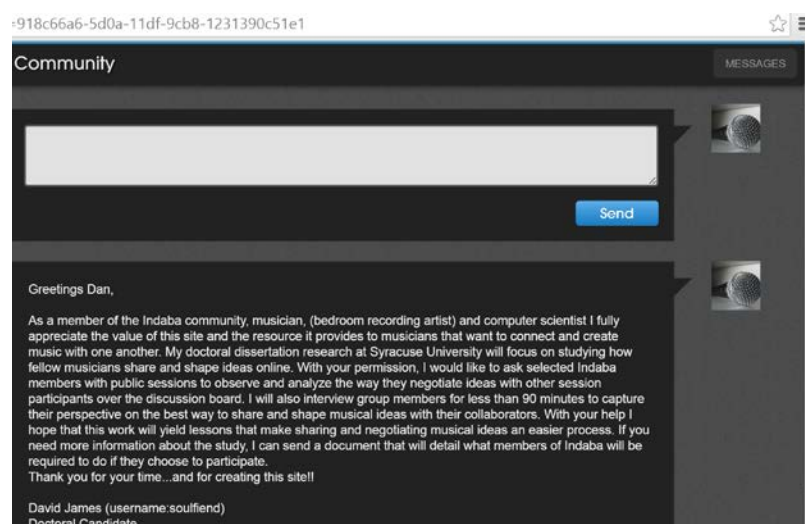 =918c66a6-5d0a-11df-9cb8-1231390c51e1
Community
MESSAGES
Send
Greetings Dan,
As a member of the Indaba community, musician, (bedroom recording artist) and computer scientist I fully
appreciate the value of this site and the resource it provides to musicians that want to connect and create
music with one another. My doctoral dissertation research at Syracuse University will focus on studying how
fellow musicians share and shape ideas online. With your permission, I would like to ask selected Indaba
members with public sessions to observe and analyze the way they negotiate ideas with other session
participants over the discussion board. I will also interview group members for less than 90 minutes to capture
their perspective on the best way to share and shape musical ideas with their collaborators. With your help I
hope that this work will yield lessons that make sharing and negotiating musical ideas an easier process. If you
need more information about the study, I can send a document that will detail what members of Indaba will be
required to do if they choose to participate.
Thank you for your time...and for creating this site!!
David James (username:soulfiend)
Doctoral Candidate